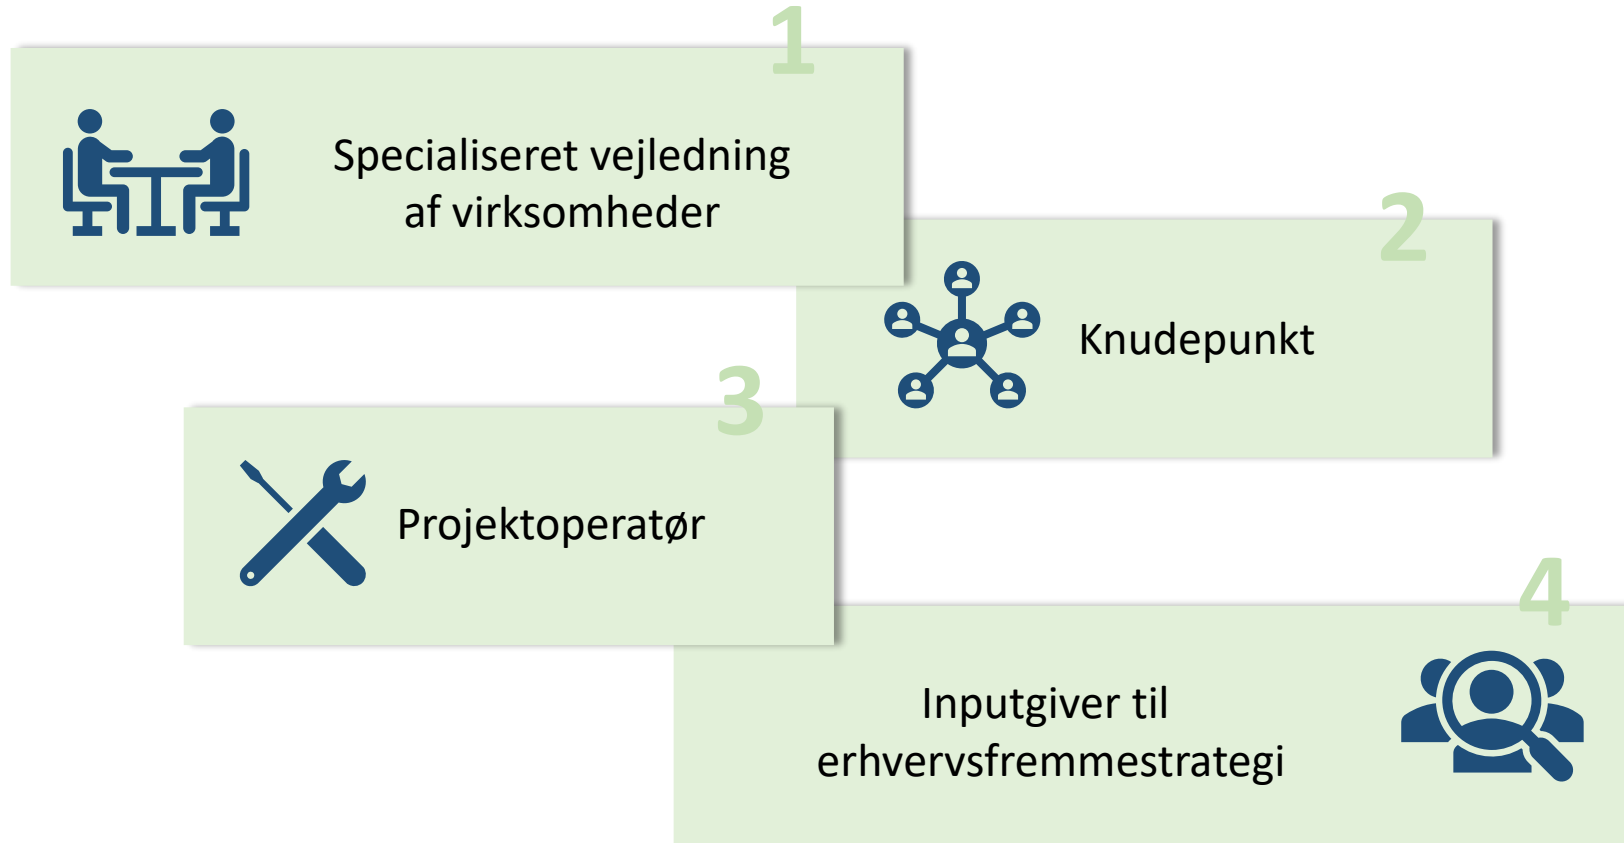 1
Specialiseret vejledning
af virksomheder
2
Knudepunkt
3
Projektoperatør
4
Inputgiver til
erhvervsfremmestrategi